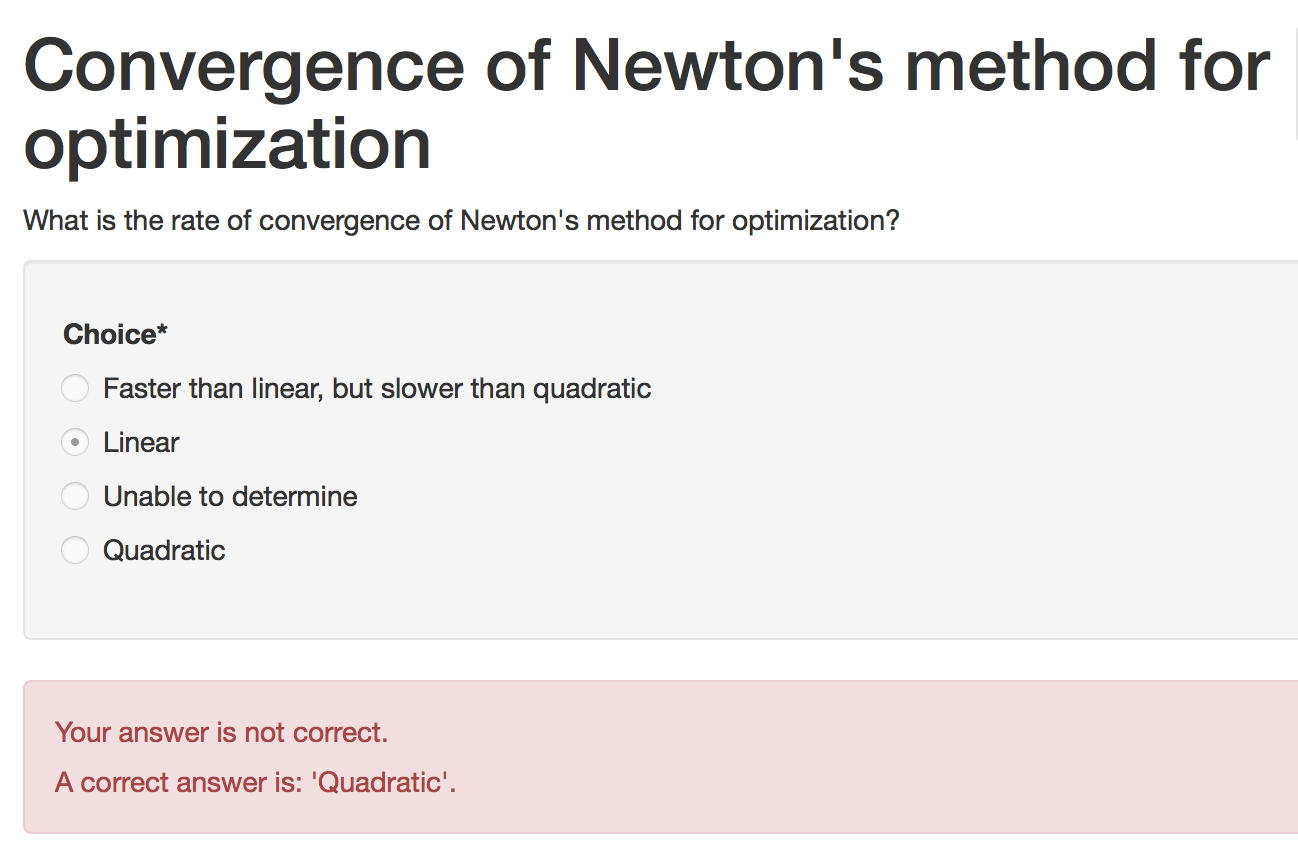 Convergence of Newton's method for
optimization
What is the rate of convergence of Newton's method for optimization?
Choice*
Faster than linear, but slower than quadratic
Linear
Unable to determine
Quadratic
Your answer is not correct.
A correct answer is: 'Quadratic'.